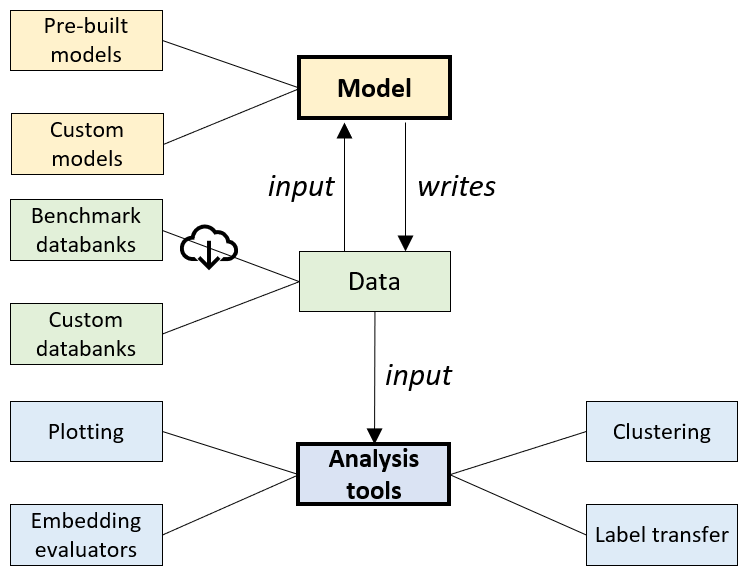 Pre-built
models
Model
Custom
models
input
writes
Benchmark
databanks
Data
Custom
databanks
input
Plotting
Clustering
Analysis
tools
Embedding
evaluators
Label transfer